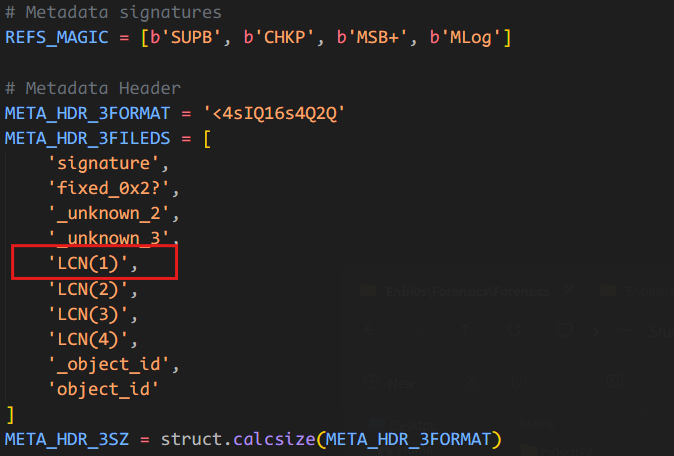 # Metadata signatures
REFS_MAGIC = [b'SUPB', b'CHKP', b'MSB+', b'MLog']
# Metadata Header
META_HDR_3FORMAT = '<4sIQ16s4Q2Q'
META_HDR_3FILEDS = [
'signature',
'fixed_0x2?',
'_unknown_2',
'_unknown_3',
'LCN(1)',
'LCN(2)',
'LCN(3)',
'LCN(4)',
'_object_id',
'object_id'
]
META_HDR_3SZ = struct.calcsize(META_HDR_3FORMAT)